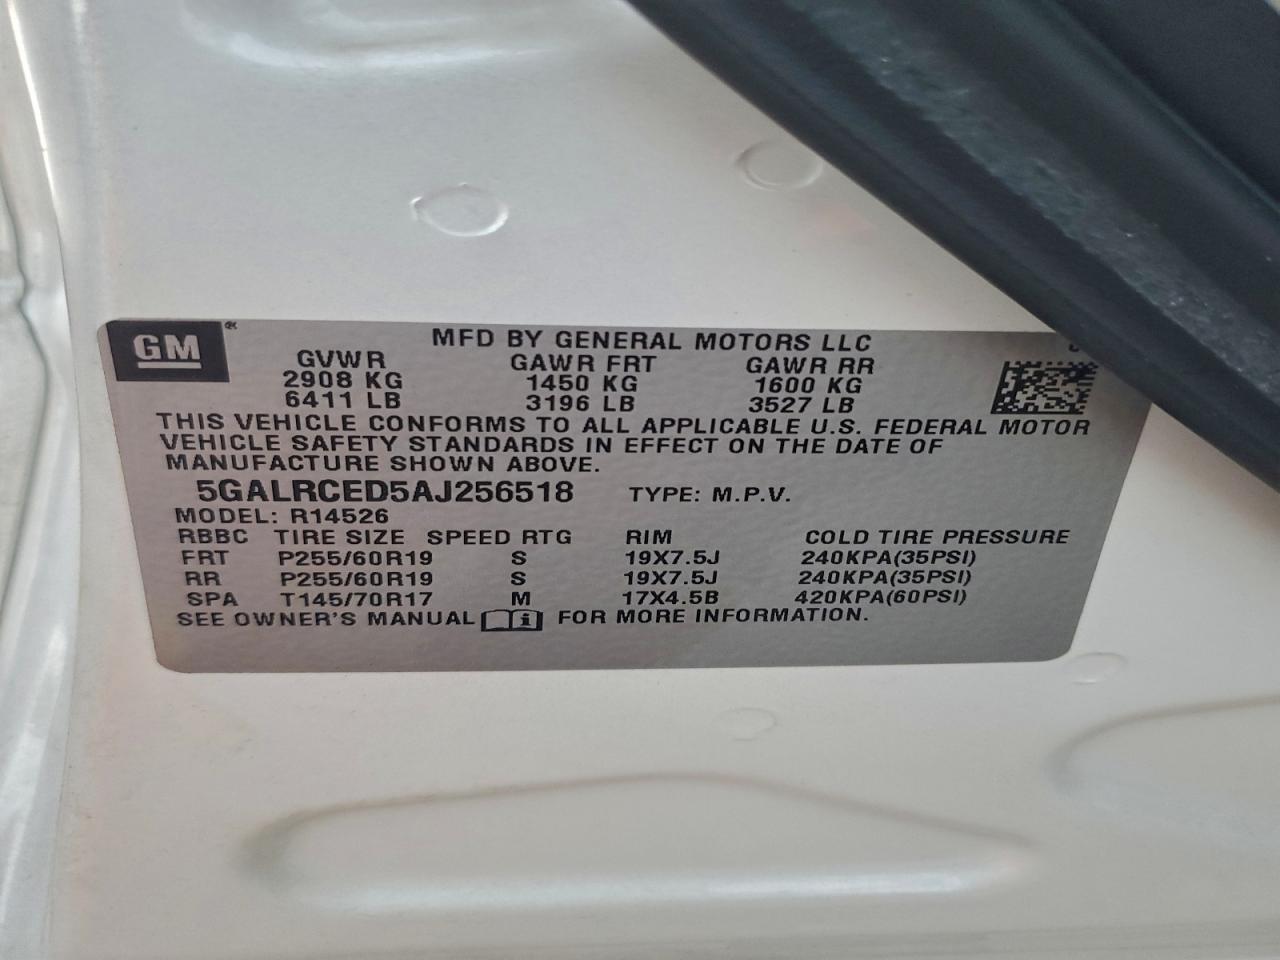 GM
MFD BY GENERAL MOTORS LLC
GVWR GAWR FRT GAWR RR
2908 KG 1450 KG 1600 KG
6411 LB 3196 LB 3527 LB
THIS VEHICLE CONFORMS TO ALL APPLICABLE U.S. FEDERAL MOTOR
VEHICLE SAFETY STANDARDS IN EFFECT ON THE DATE OF
MANUFACTURE SHOWN ABOVE.
5GALRCED5AJ256518 TYPE: M.P.V.
MODEL: R14526
RBBC TIRE SIZE SPEED RTG RIM COLD TIRE PRESSURE
FRT P255/60R19 S 19X7.5J 240KPA(35PSI)
RR P255/60R19 S 19X7.5J 240KPA(35PSI)
SPA T145/70R17 M 17X4.5B 420KPA(60PSI)
SEE OWNER'S MANUAL i FOR MORE INFORMATION.